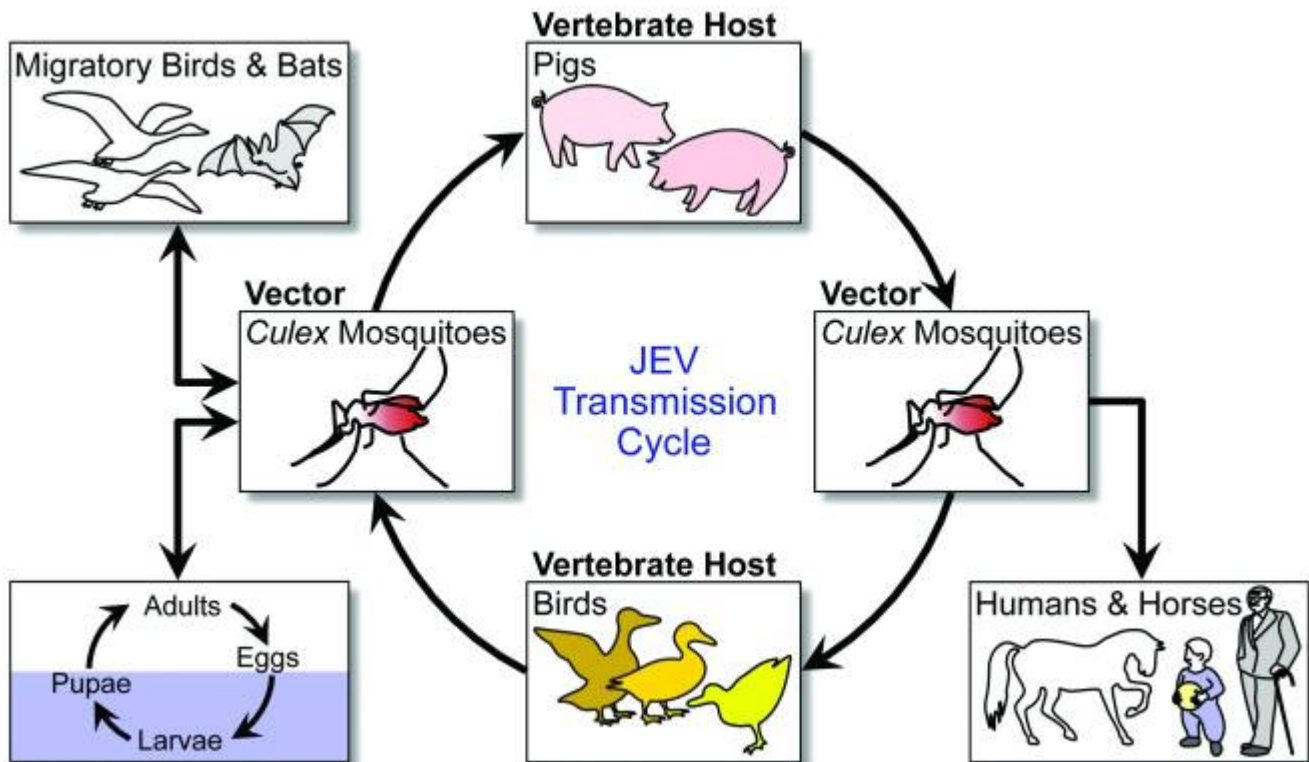 Vertebrate Host
Migratory Birds & Bats
Pigs
Vector
Culex Mosquitoes
JEV
Transmission
Cycle
Vector
Culex Mosquitoes
Vertebrate Host
Birds
Adults
Eggs
Pupae
Larvae
Humans & Horses